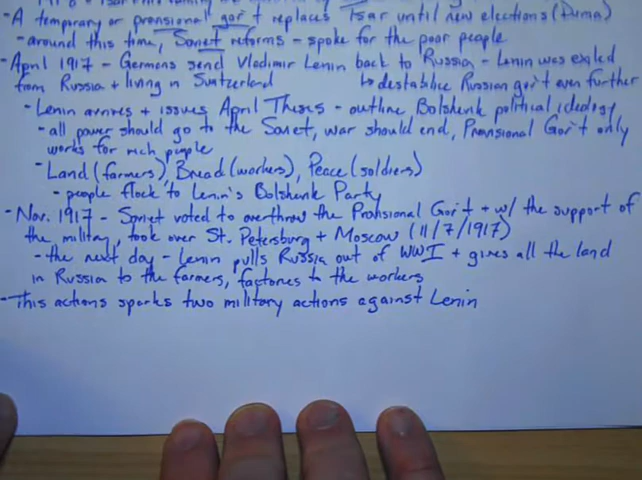 -A temporary or provisional gov't replaces Tsar until new elections (Duma)
-around this time, Soviet reforms - spoke for the poor people
-April 1917 - Germans send Vladimir Lenin back to Russia - Lenin was exiled
from Russia + living in Switzerland ↳ destabilize Russian gov't even further
-Lenin arrives + issues April Theses - outline Bolshevik political ideology
-all power should go to the Soviet, war should end, Provisional Gov't only
works for rich people
-Land (farmers), Bread (workers), Peace (soldiers)
-people flock to Lenin's Bolshevik Party
-Nov. 1917 - Soviet voted to overthrow the Provisional Gov't + w/ the support of
the military, took over St. Petersburg + Moscow (11/7/1917)
-the next day - Lenin pulls Russia out of WWI + gives all the land
in Russia to the farmers, factories to the workers
-This actions sparks two military actions against Lenin